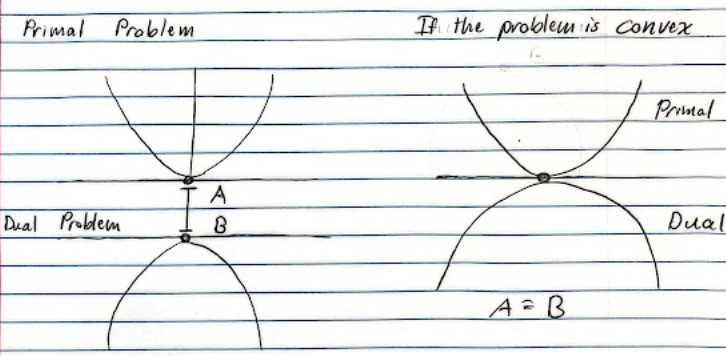 Primal Problem
If the problem is convex
Primal
A
Dual Problem
B
Dual
A = B